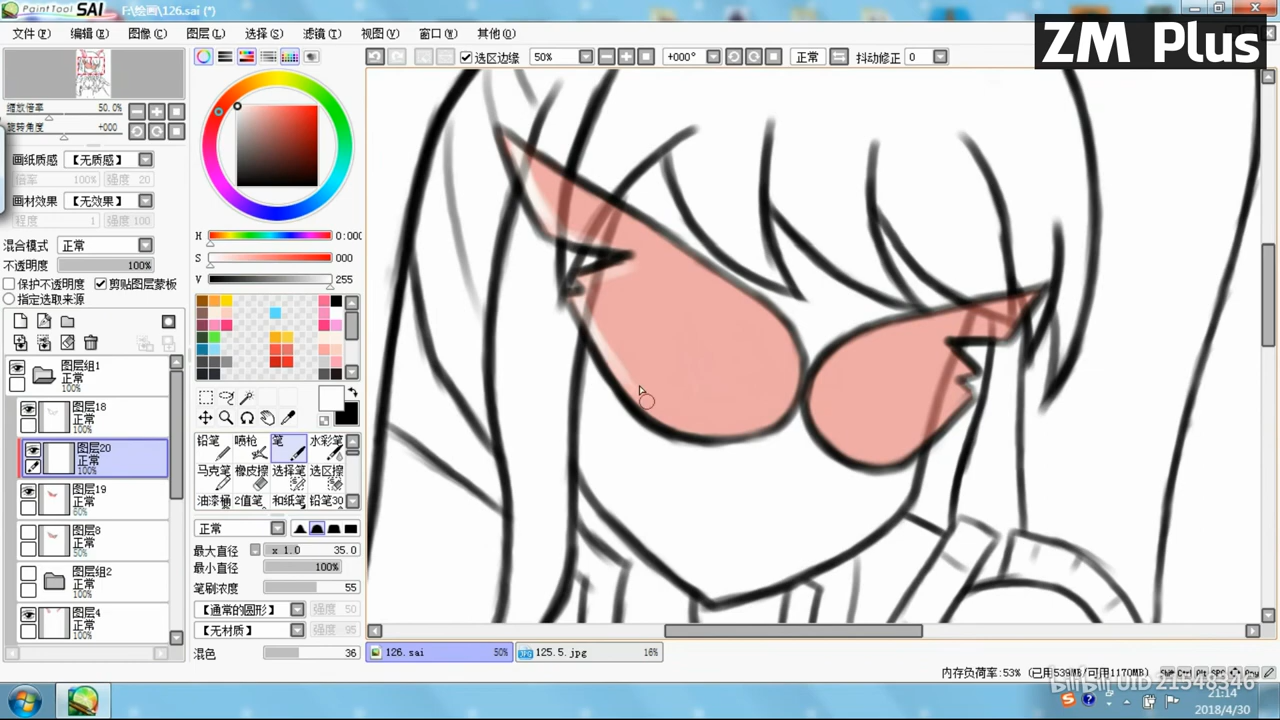 PaintTool SAI F:\绘画\126.sai (*)
文件(F) 编辑(E) 图像(C) 图层(L) 选择(S) 滤镜(T) 视图(V) 窗口(W) 其他(O)
ZM Plus
选区边缘 50% +000° 正常 抖动修正 0
缩放倍率 50.0%
旋转角度 +000
画纸质感 【无质感】
倍率 100% 强度 20
画材效果 【无效果】
程度 1 强度 100
混合模式 正常
不透明度 100%
保护不透明度 剪贴图层蒙板
指定选取来源
图层组1
正常
100%
图层18
正常
100%
图层20
正常
100%
图层19
正常
60%
图层8
正常
50%
图层组2
正常
100%
图层4
正常
100%
H 0:000
S 000
V 255
铅笔 喷枪 笔 水彩笔
马克笔 橡皮擦 选择笔 选区擦
油漆桶 2值笔 和纸笔 铅笔30
正常
最大直径 x 1.0 35.0
最小直径 100%
笔刷浓度 55
【通常的圆形】 强度 50
【无材质】 强度 95
混色 36
126.sai 50% 125.5.jpg 16%
内存负荷率:53% (已用539MB/可用1170MB)
bilibili UID 21548346
21:14
2018/4/30